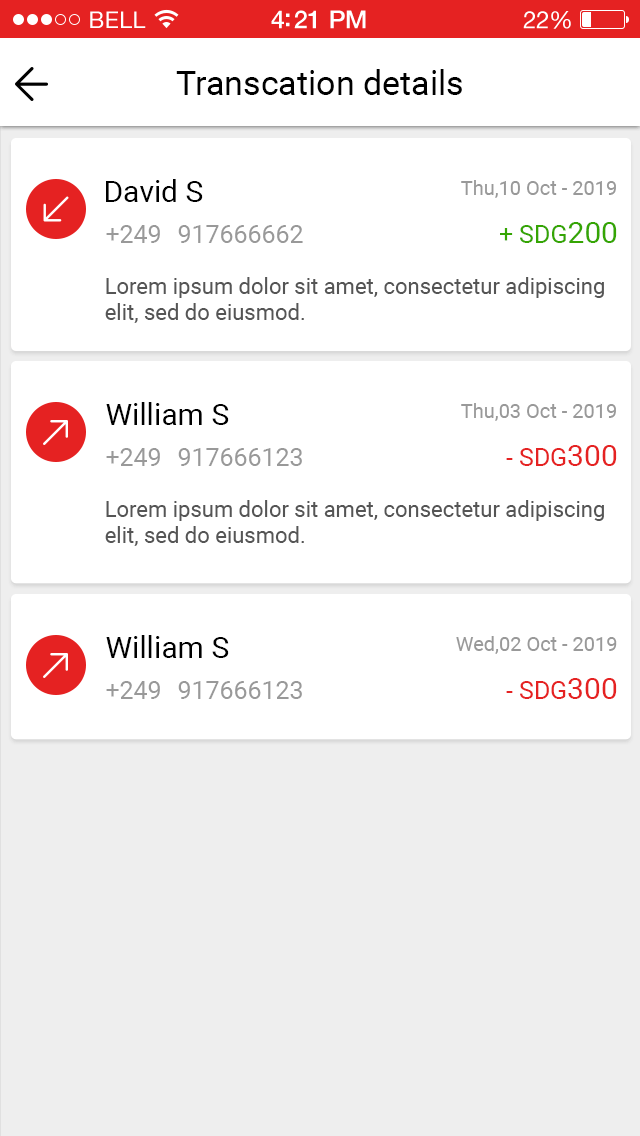 BELL 4:21 PM 22%
Transcation details
David S Thu,10 Oct - 2019
+249 917666662 + SDG200
Lorem ipsum dolor sit amet, consectetur adipiscing
elit, sed do eiusmod.
William S Thu,03 Oct - 2019
+249 917666123 - SDG300
Lorem ipsum dolor sit amet, consectetur adipiscing
elit, sed do eiusmod.
William S Wed,02 Oct - 2019
+249 917666123 - SDG300